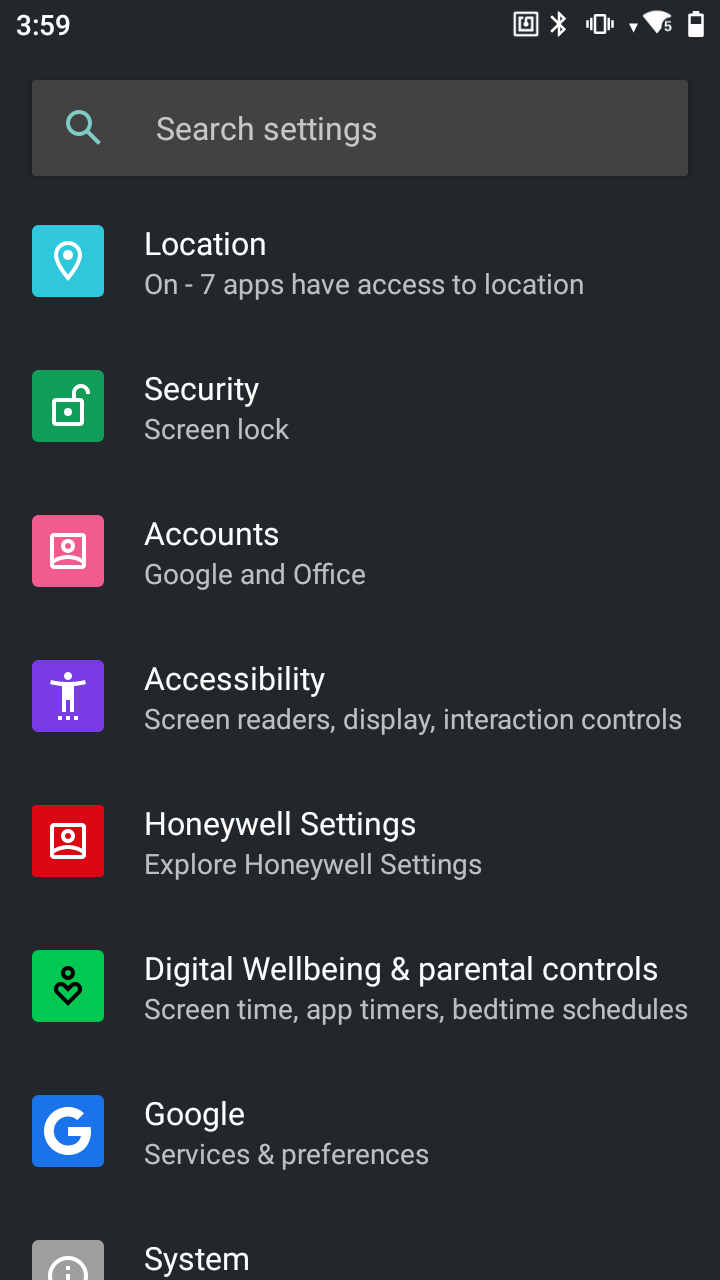 3:59
5
Search settings
Location
On - 7 apps have access to location
Security
Screen lock
Accounts
Google and Office
Accessibility
Screen readers, display, interaction controls
Honeywell Settings
Explore Honeywell Settings
Digital Wellbeing & parental controls
Screen time, app timers, bedtime schedules
G
Google
Services & preferences
System